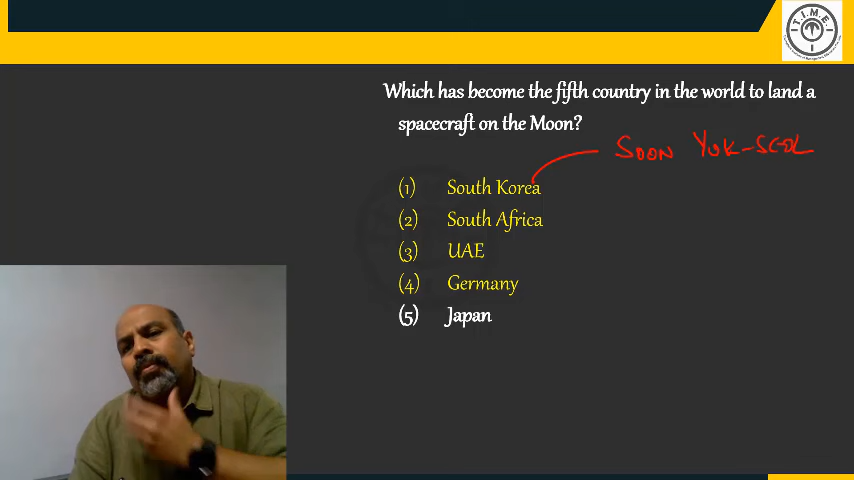 T.I.M.E.
Which has become the fifth country in the world to land a
spacecraft on the Moon?
Soon Yuk-SEOL
(1) South Korea
(2) South Africa
(3) UAE
(4) Germany
(5) Japan